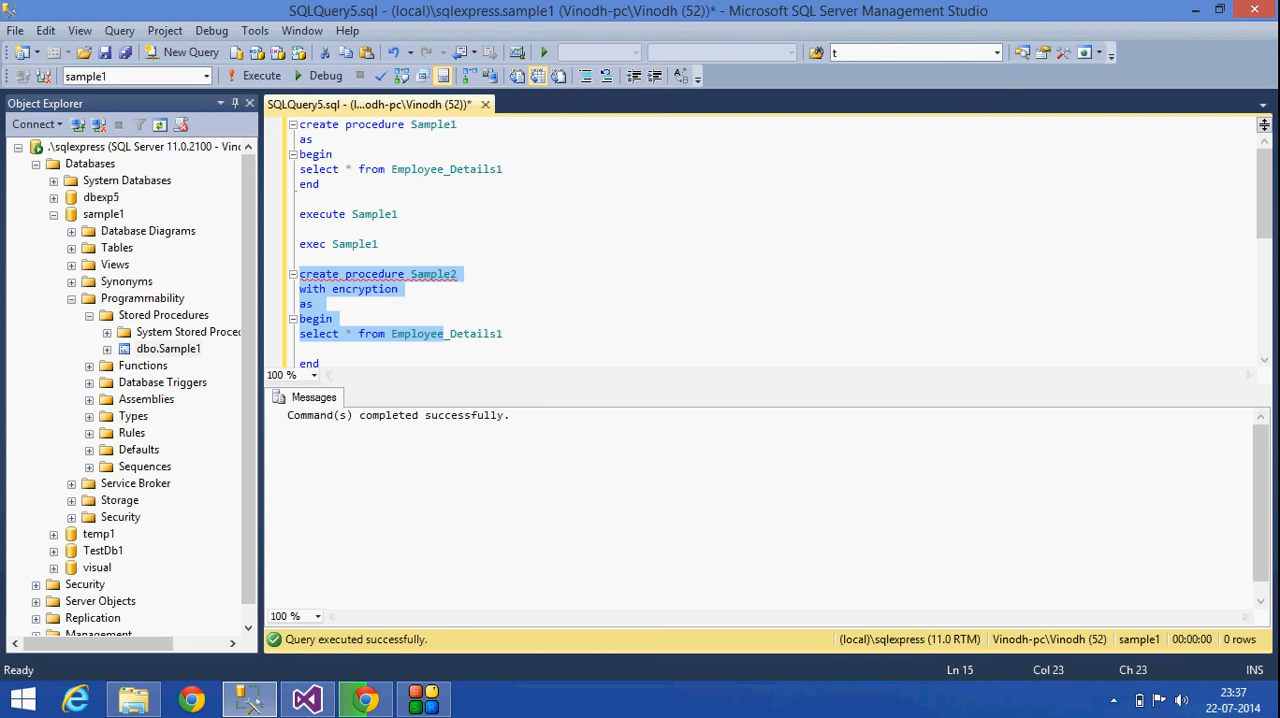 SQLQuery5.sql - (local)\sqlexpress.sample1 (Vinodh-pc\Vinodh (52))* - Microsoft SQL Server Management Studio
File Edit View Query Project Debug Tools Window Help
New Query t
sample1 Execute Debug
Object Explorer
Connect
.\sqlexpress (SQL Server 11.0.2100 - Vino
Databases
System Databases
dbexp5
sample1
Database Diagrams
Tables
Views
Synonyms
Programmability
Stored Procedures
System Stored Proced
dbo.Sample1
Functions
Database Triggers
Assemblies
Types
Rules
Defaults
Sequences
Service Broker
Storage
Security
temp1
TestDb1
visual
Security
Server Objects
Replication
Management
SQLQuery5.sql - (l...odh-pc\Vinodh (52))*
create procedure Sample1
as
begin
select * from Employee_Details1
end
execute Sample1
exec Sample1
create procedure Sample2
with encryption
as
begin
select * from Employee_Details1
end
100 %
Messages
Command(s) completed successfully.
100 %
Query executed successfully. (local)\sqlexpress (11.0 RTM) Vinodh-pc\Vinodh (52) sample1 00:00:00 0 rows
Ready Ln 15 Col 23 Ch 23 INS
23:37
22-07-2014